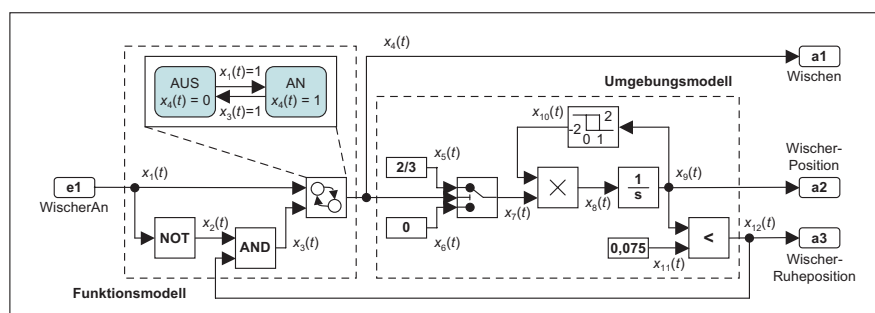 x4(t)
a1
Wischen
AUS
x4(t) = 0
x1(t)=1
x3(t)=1
AN
x4(t) = 1
Umgebungsmodell
x10(t)
-2
2
0 1
Wischer-
Position
2/3
x5(t)
e1
WischerAn
x1(t)
x7(t)
x8(t)
1
s
x9(t)
a2
NOT
x2(t)
AND
x3(t)
0
x6(t)
<
x12(t)
a3
0,075
x11(t)
Wischer-
Ruheposition
Funktionsmodell